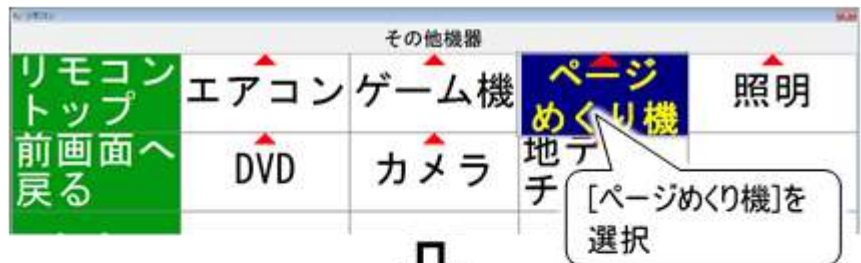 その他機器
リモコン
トップ
エアコン
ゲーム機
ページ
めくり機
照明
前画面へ
戻る
DVD
カメラ
地デ
チ
[ページめくり機]を
選択